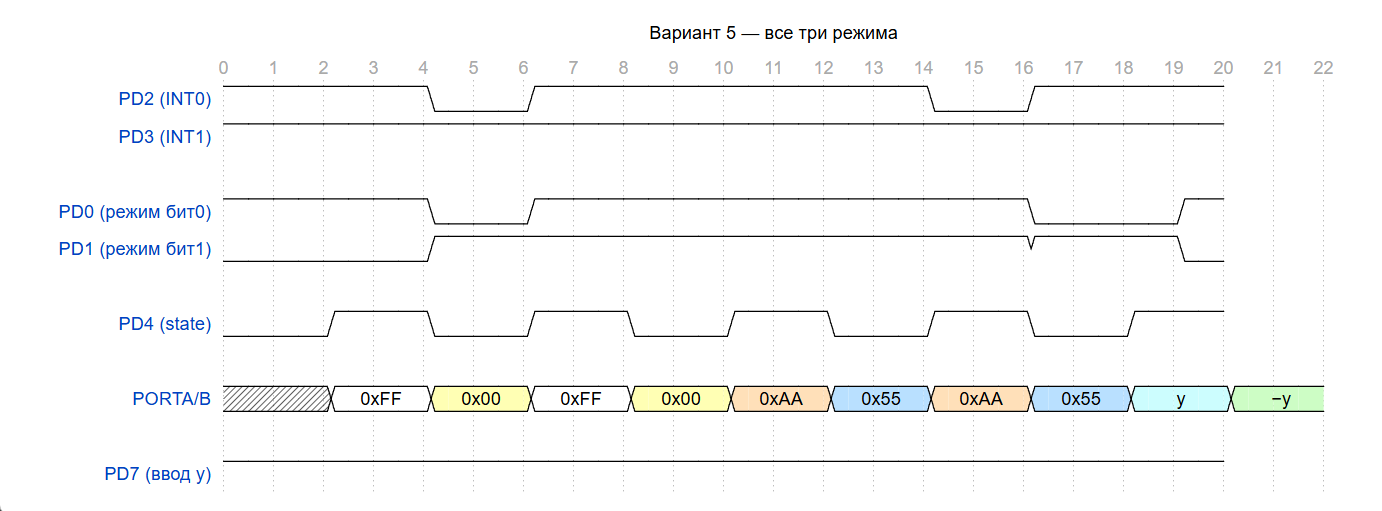 Вариант 5 — все три режима
0 1 2 3 4 5 6 7 8 9 10 11 12 13 14 15 16 17 18 19 20 21 22
PD2 (INT0)
PD3 (INT1)
PD0 (режим бит0)
PD1 (режим бит1)
PD4 (state)
PORTA/B 0xFF 0x00 0xFF 0x00 0xAA 0x55 0xAA 0x55 y −y
PD7 (ввод y)